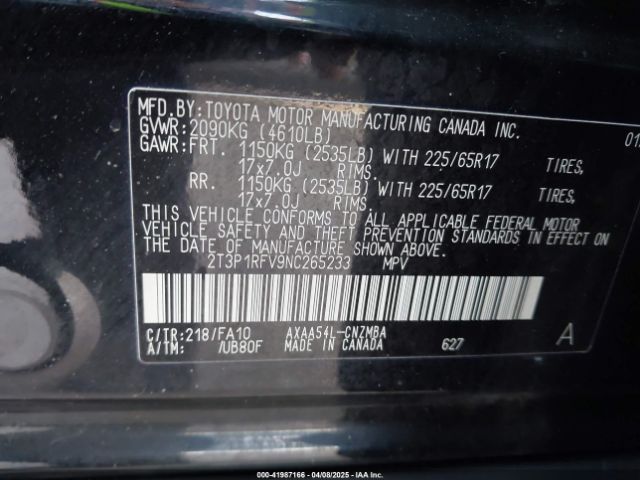 MFD.BY:TOYOTA MOTOR MANUFACTURING CANADA INC.
GVWR:2090KG (4610LB)
GAWR:FRT. 1150KG (2535LB) WITH 225/65R17 TIRES,
17x7.0J RIMS
RR. 1150KG (2535LB) WITH 225/65R17 TIRES,
17x7.0J RIMS
THIS VEHICLE CONFORMS TO ALL APPLICABLE FEDERAL MOTOR
VEHICLE SAFETY AND THEFT PREVENTION STANDARDS IN EFFECT ON
THE DATE OF MANUFACTURE SHOWN ABOVE.
2T3P1RFV9NC265233 MPV
C/TR:218/FA10 AXAA54L-CNZMBA
A/TM: /UB80F MADE IN CANADA 627 A
000-41987166 - 04/08/2025 - IAA Inc.